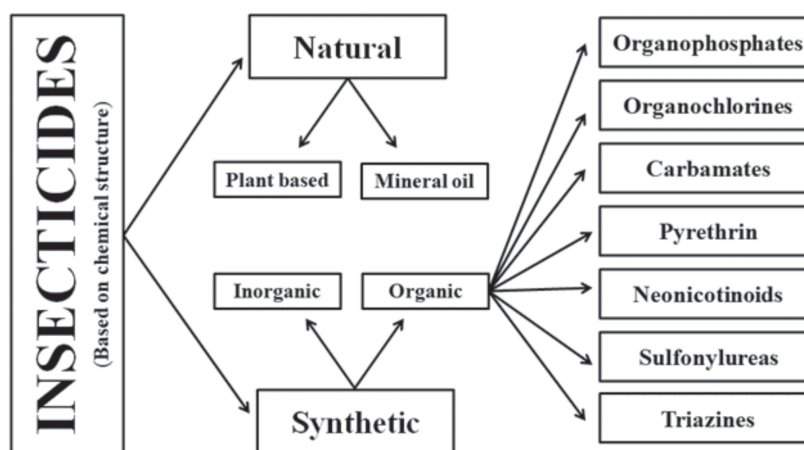 INSECTICIDES
(Based on chemical structure)
Natural
Plant based
Mineral oil
Inorganic
Organic
Synthetic
Organophosphates
Organochlorines
Carbamates
Pyrethrin
Neonicotinoids
Sulfonylureas
Triazines